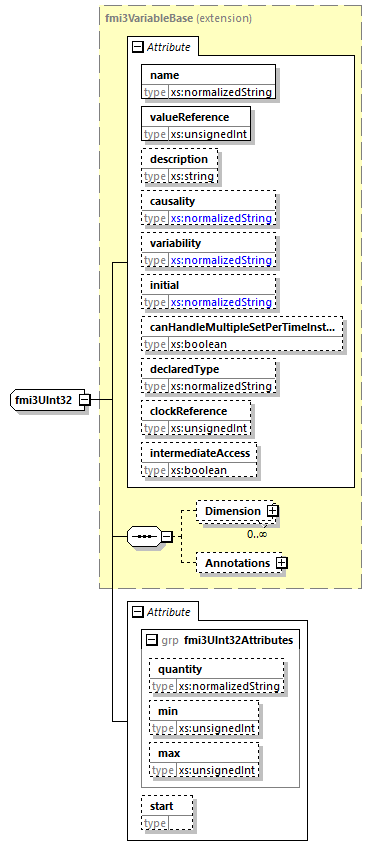 fmi3VariableBase (extension)
Attribute
name
type xs:normalizedString
valueReference
type xs:unsignedInt
description
type xs:string
causality
type xs:normalizedString
variability
type xs:normalizedString
initial
type xs:normalizedString
canHandleMultipleSetPerTimeInst...
type xs:boolean
declaredType
type xs:normalizedString
fmi3UInt32
clockReference
type xs:unsignedInt
intermediateAccess
type xs:boolean
Dimension
0..∞
Annotations
Attribute
grp fmi3UInt32Attributes
quantity
type xs:normalizedString
min
type xs:unsignedInt
max
type xs:unsignedInt
start
type